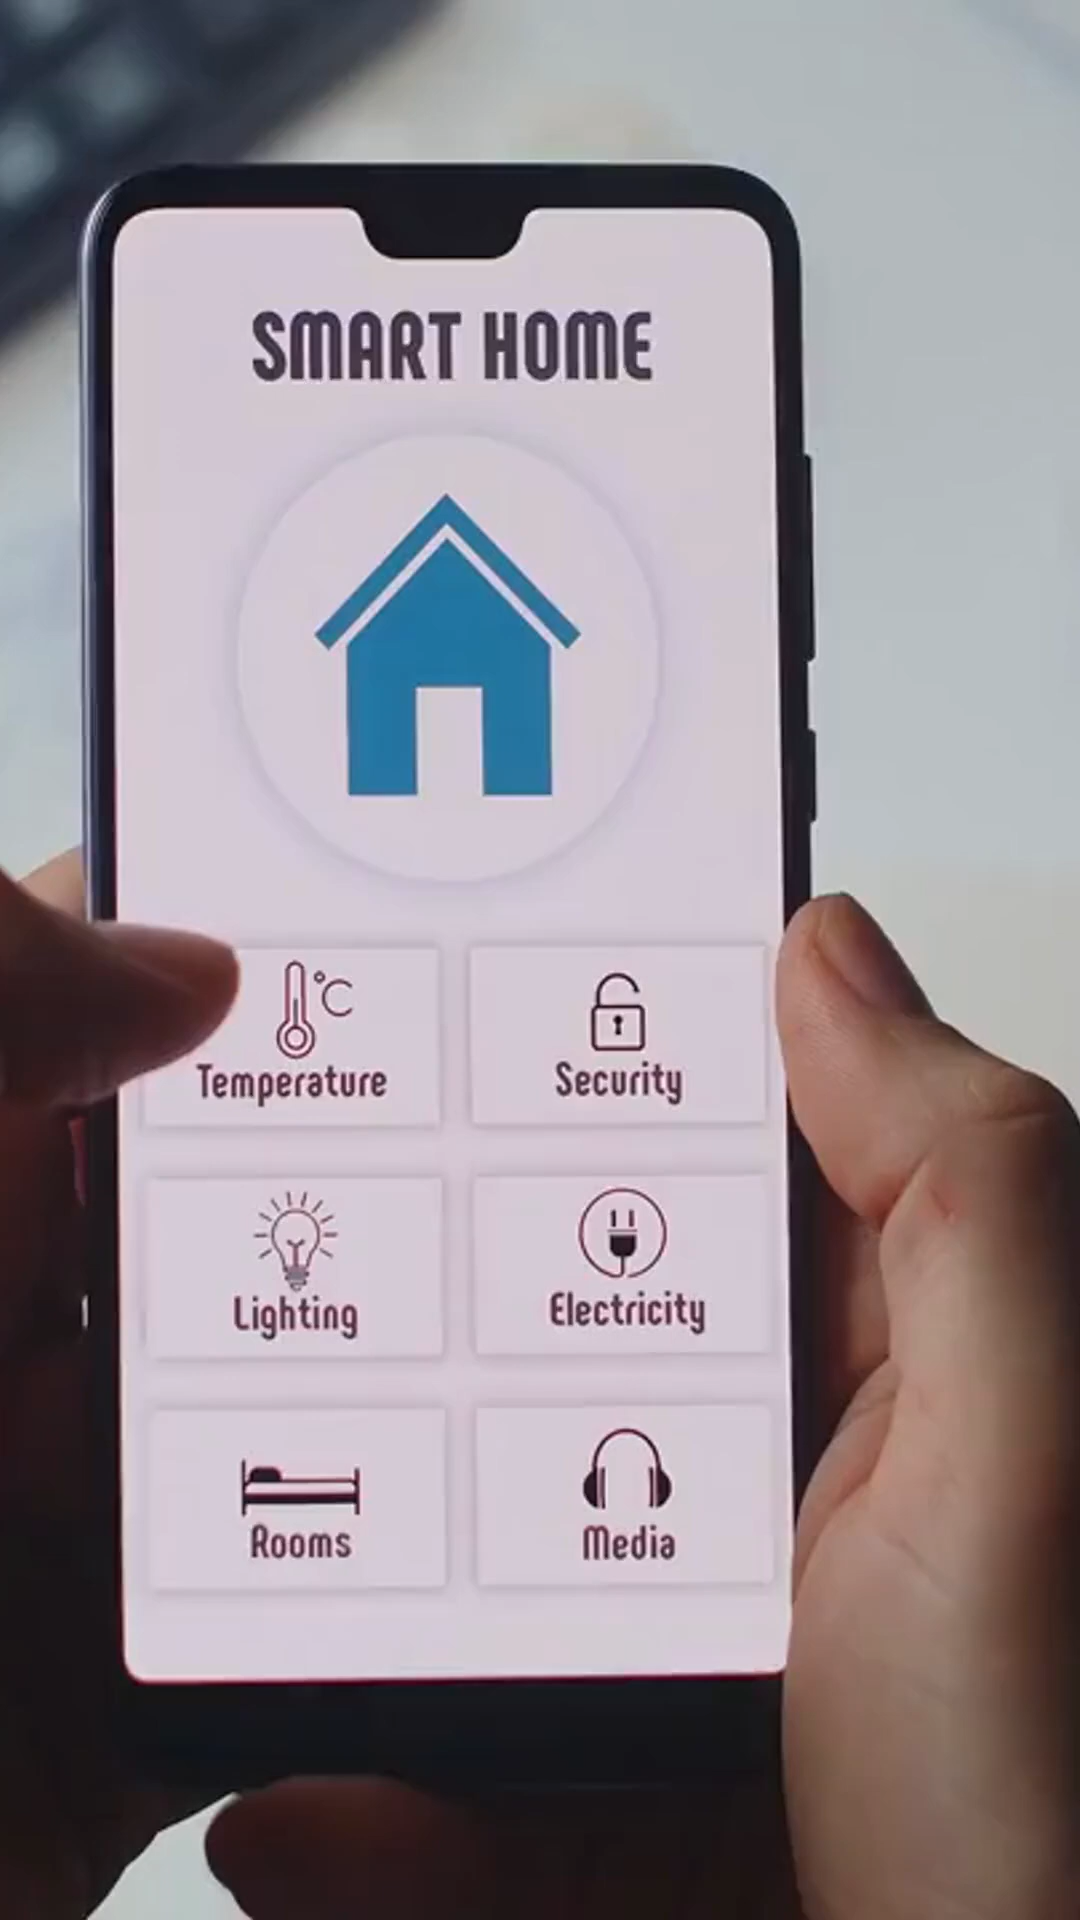 SMART HOME
°C
Temperature
Security
Lighting
Electricity
Rooms
Media